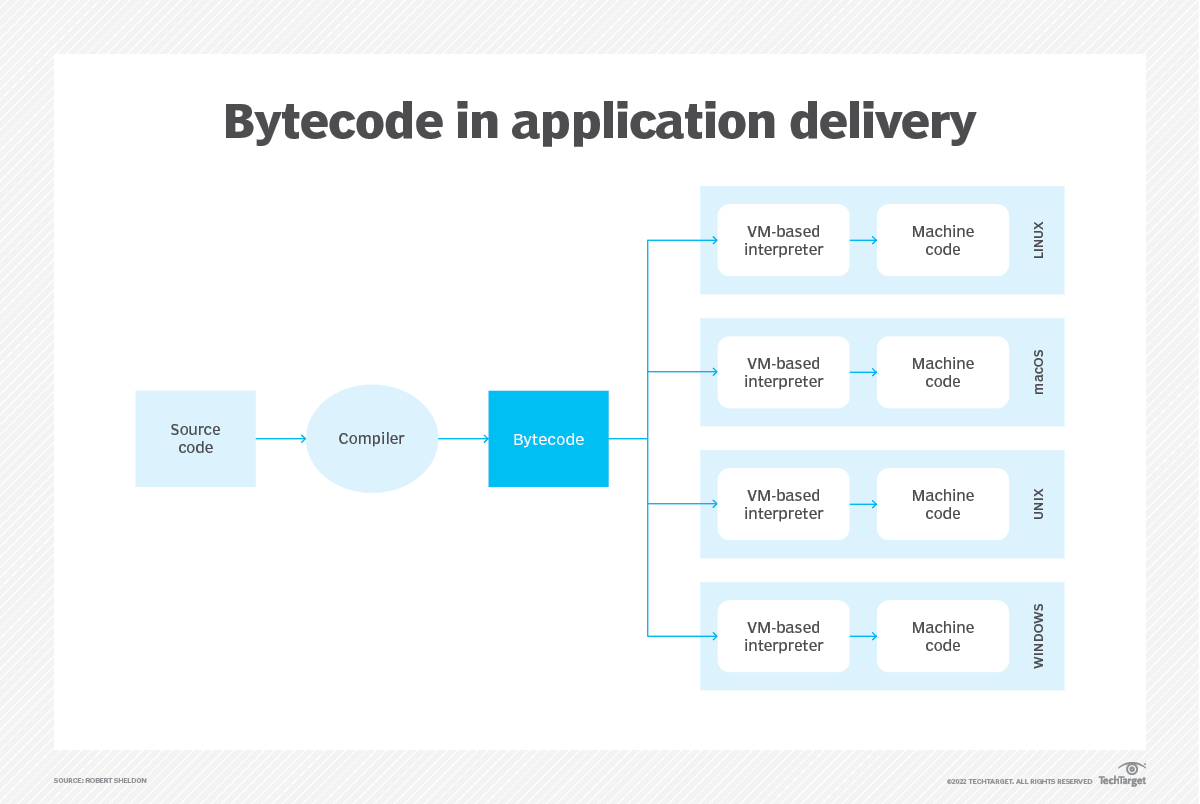 Bytecode in application delivery
Source
code
Compiler
Bytecode
VM-based
interpreter
Machine
code
LINUX
VM-based
interpreter
Machine
code
macOS
VM-based
interpreter
Machine
code
UNIX
VM-based
interpreter
Machine
code
WINDOWS
SOURCE: ROBERT SHELDON
©2022 TECHTARGET. ALL RIGHTS RESERVED
TechTarget